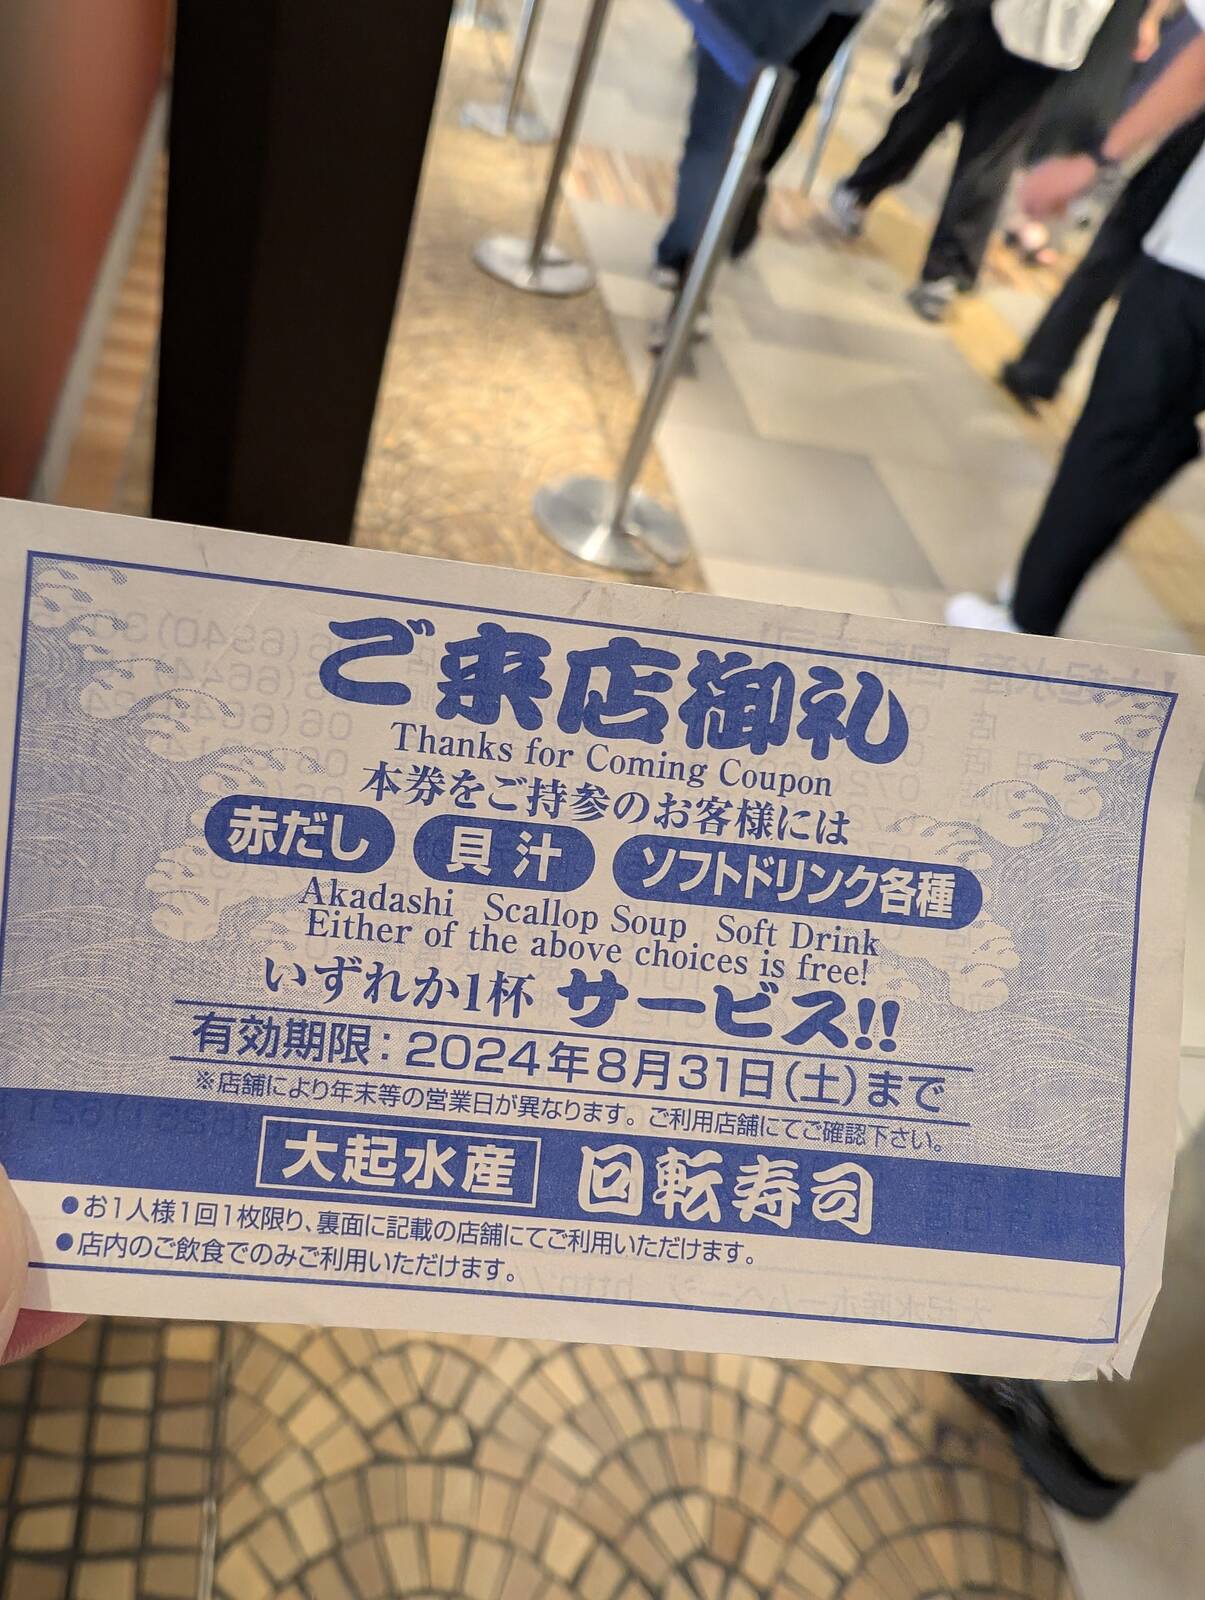 ご来店御礼
Thanks for Coming Coupon
本券をご持参のお客様には
赤だし 貝汁 ソフトドリンク各種
Akadashi Scallop Soup Soft Drink
Either of the above choices is free!
いずれか1杯 サービス!!
有効期限：2024年8月31日(土)まで
※店舗により年末等の営業日が異なります。ご利用店舗にてご確認下さい。
大起水産 回転寿司
●お1人様1回1枚限り、裏面に記載の店舗にてご利用いただけます。
●店内のご飲食でのみご利用いただけます。